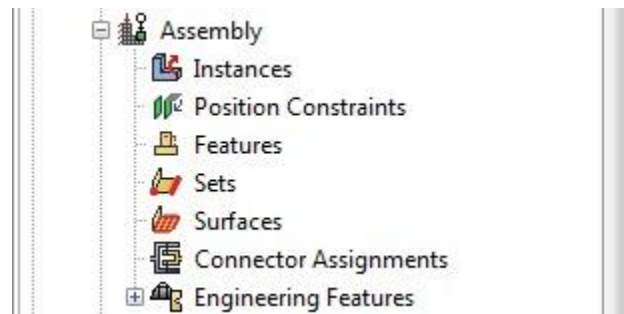 Assembly
Instances
Position Constraints
Features
Sets
Surfaces
Connector Assignments
Engineering Features